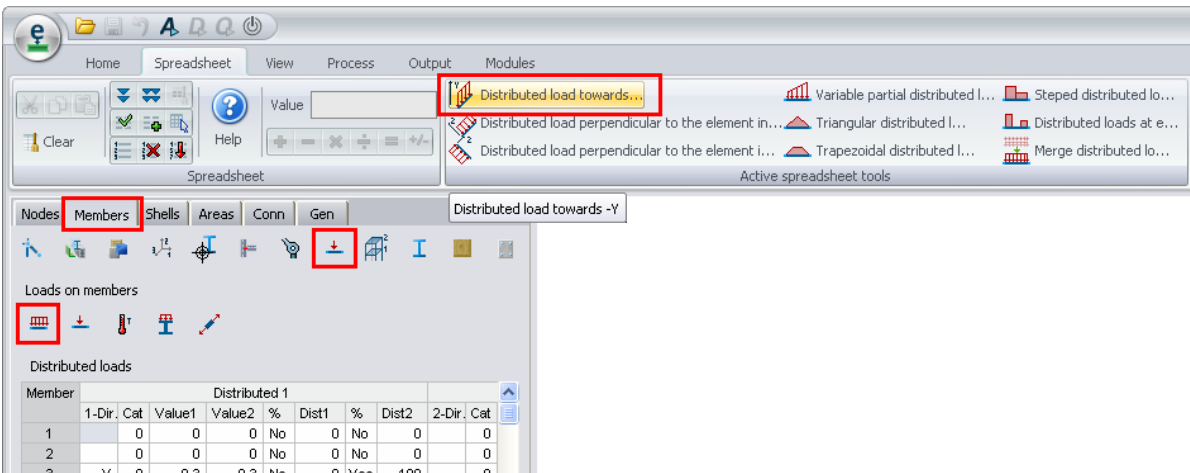 Home Spreadsheet View Process Output Modules
Value
Clear
Help
Spreadsheet
Distributed load towards...
Distributed load perpendicular to the element in...
Distributed load perpendicular to the element i...
Variable partial distributed l...
Triangular distributed l...
Trapezoidal distributed l...
Steped distributed lo...
Distributed loads at e...
Merge distributed lo...
Active spreadsheet tools
Distributed load towards -Y
Nodes Members Shells Areas Conn Gen
Loads on members
Distributed loads
Member Distributed 1
1-Dir. Cat Value1 Value2 % Dist1 % Dist2 2-Dir. Cat
1 0 0 0 No 0 No 0 0
2 0 0 0 No 0 No 0 0